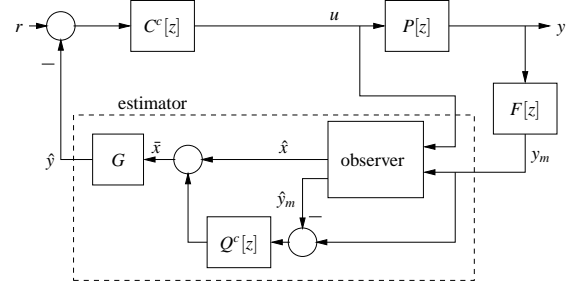 r
C^c[z]
u
P[z]
y
−
estimator
F[z]
ŷ
G
x̄
x̂
observer
y_m
ŷ_m
−
Q^c[z]